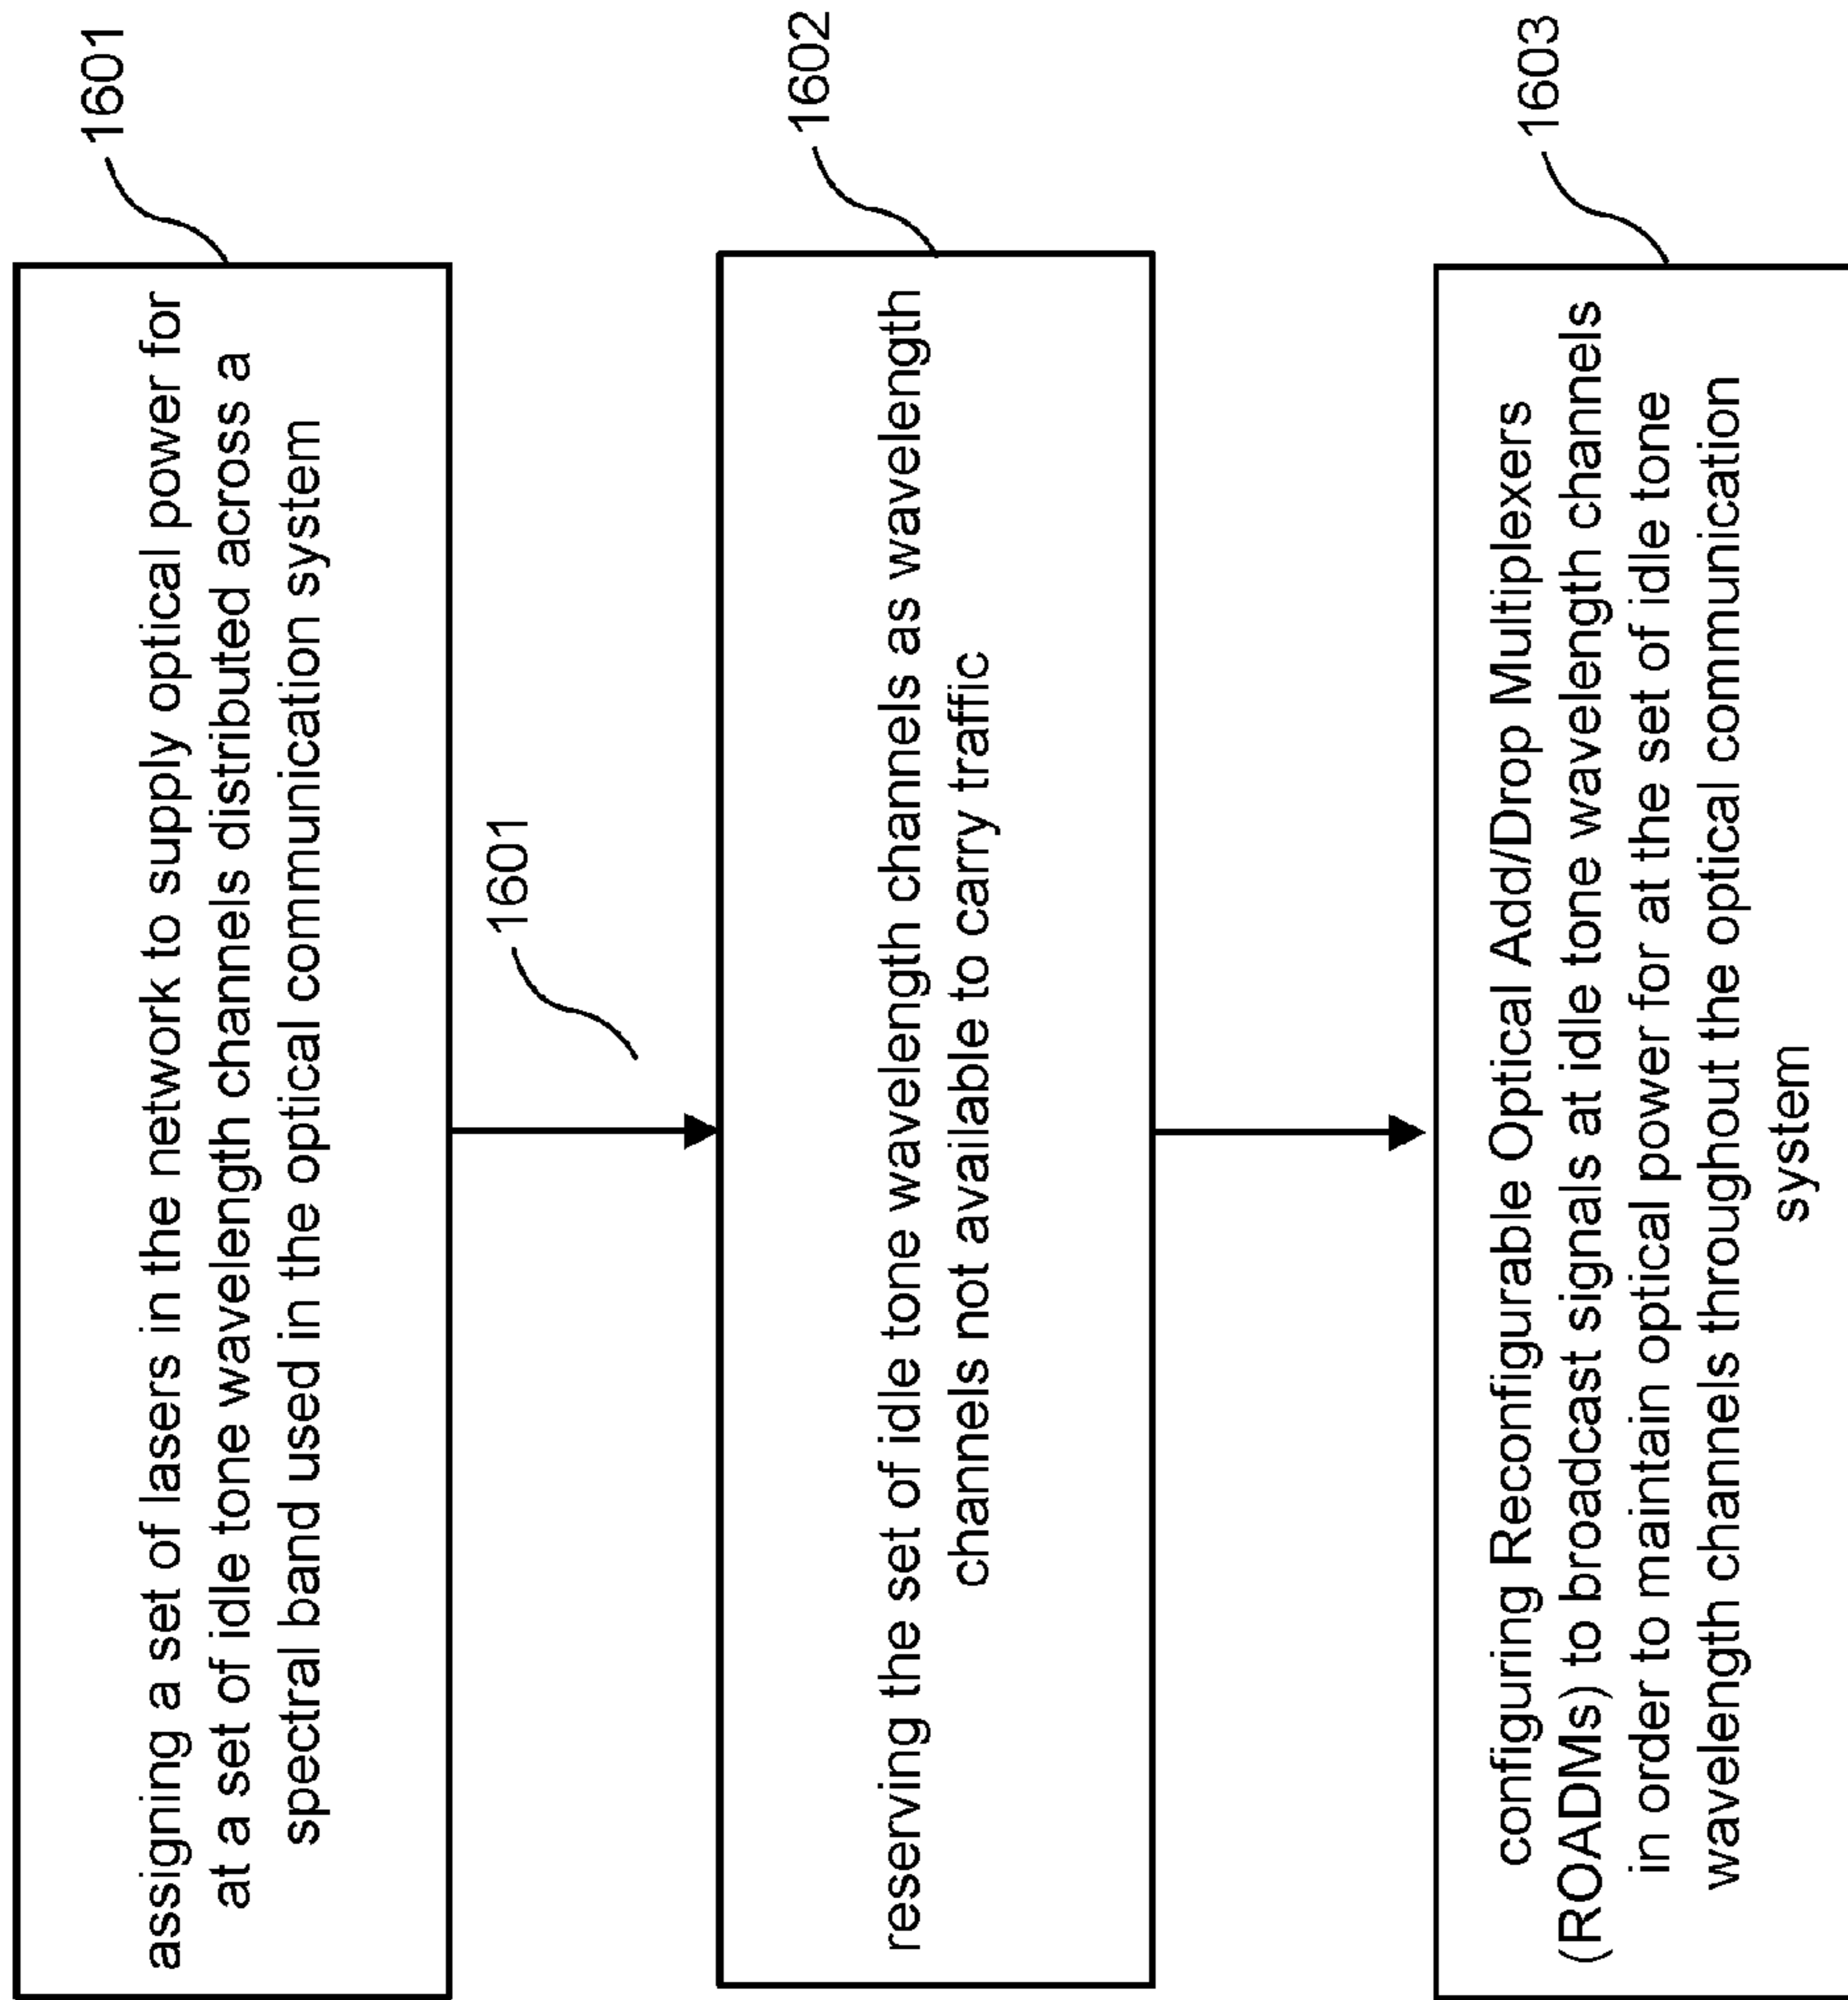 1601
assigning a set of lasers in the network to supply optical power for
at a set of idle tone wavelength channels distributed across a
spectral band used in the optical communication system
1601
1602
reserving the set of idle tone wavelength channels as wavelength
channels not available to carry traffic
1603
configuring Reconfigurable Optical Add/Drop Multiplexers
(ROADMs) to broadcast signals at idle tone wavelength channels
in order to maintain optical power for at the set of idle tone
wavelength channels throughout the optical communication
system